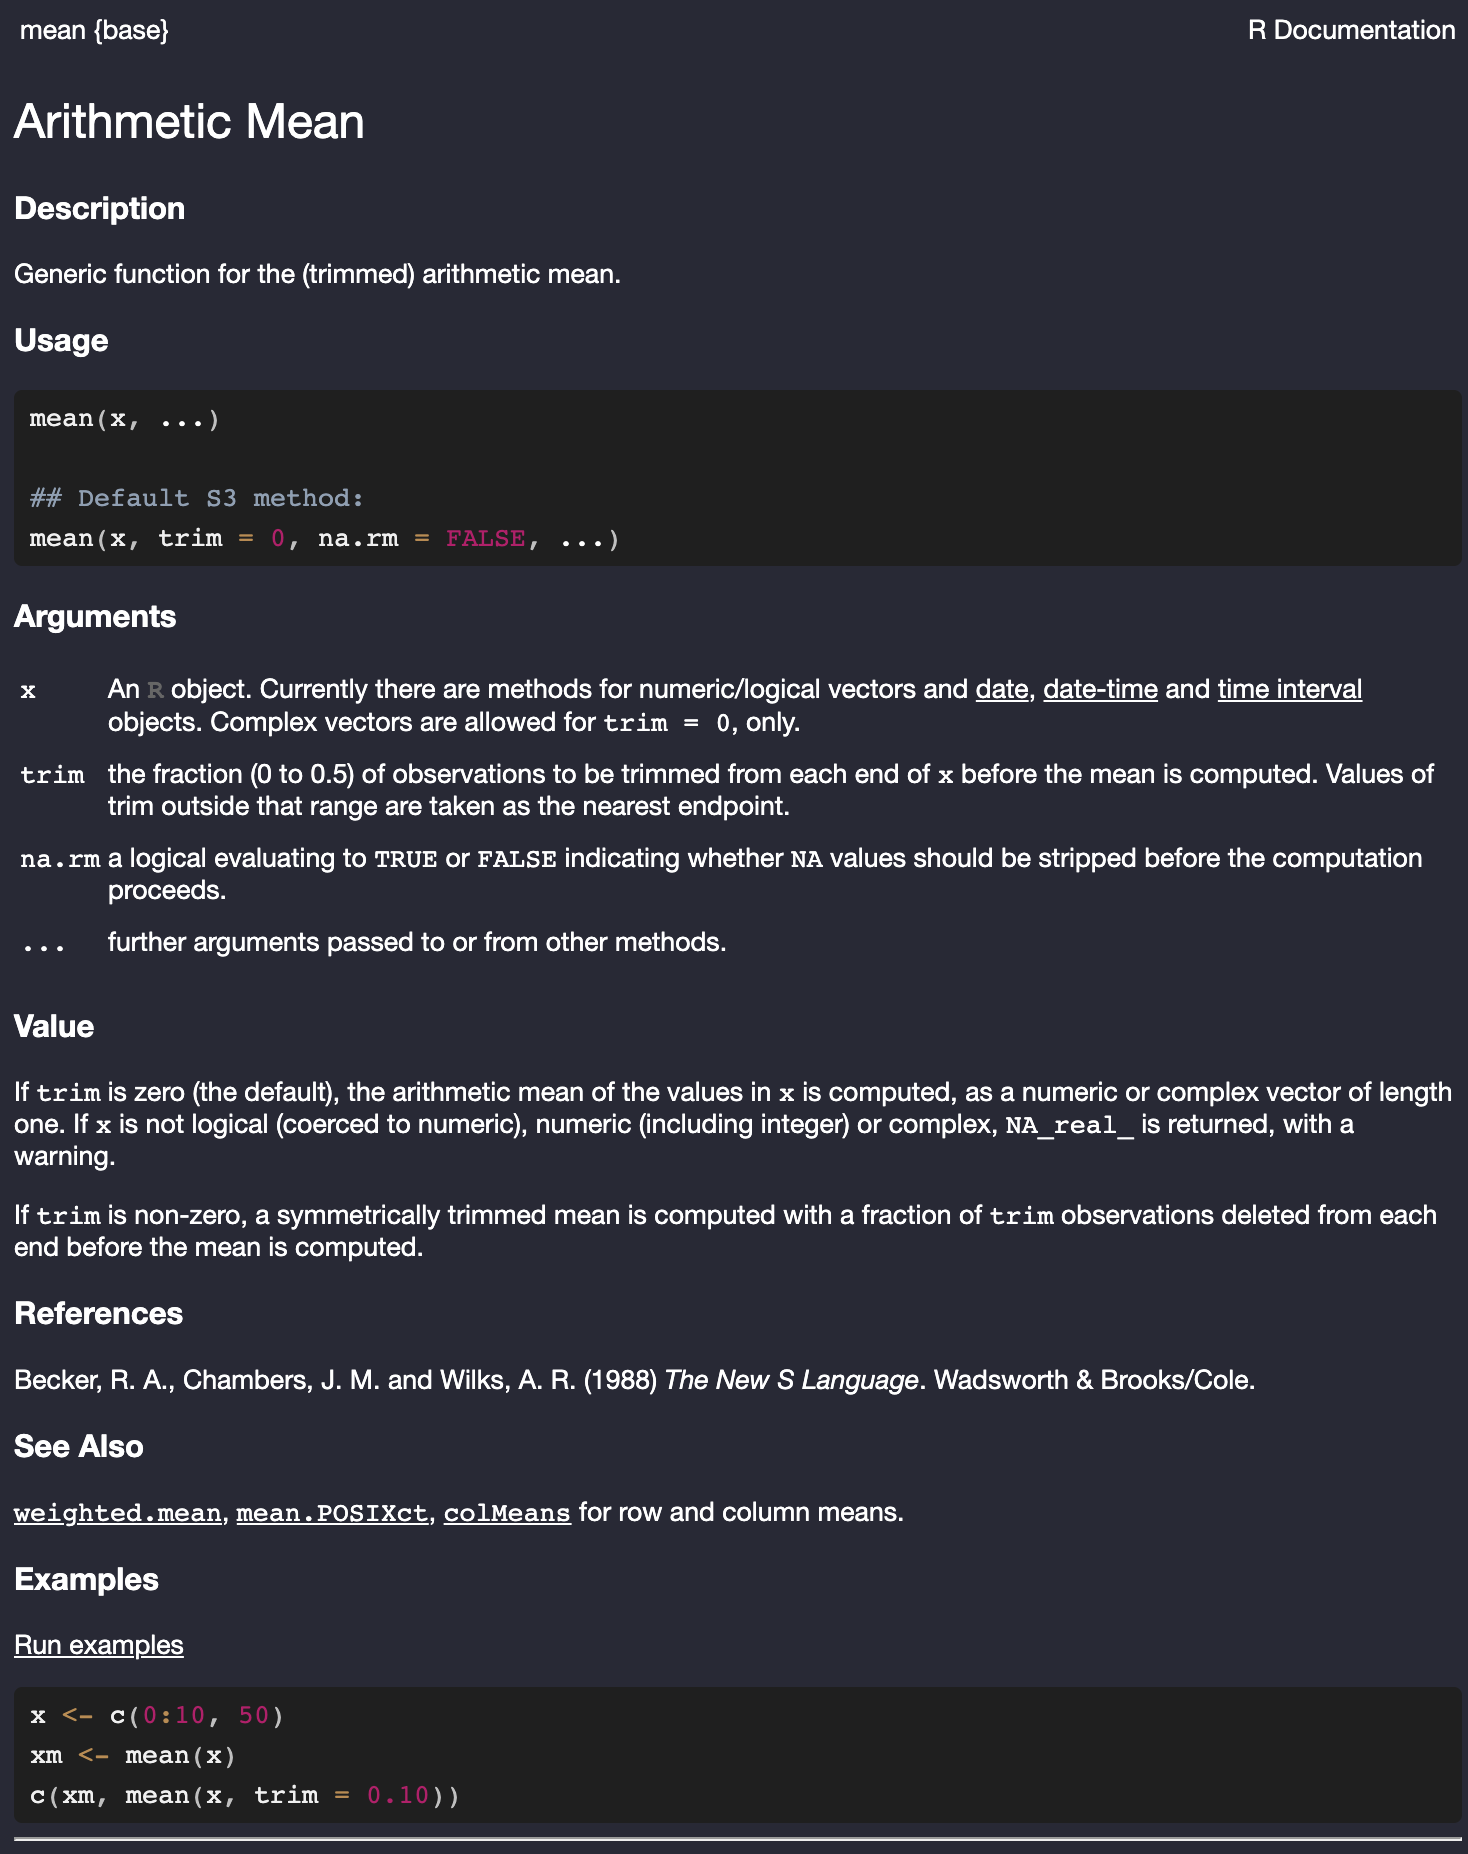 mean {base}
R Documentation
Arithmetic Mean
Description
Generic function for the (trimmed) arithmetic mean.
Usage
mean(x, ...)
## Default S3 method:
mean(x, trim = 0, na.rm = FALSE, ...)
Arguments
x An R object. Currently there are methods for numeric/logical vectors and date, date-time and time interval
objects. Complex vectors are allowed for trim = 0, only.
trim the fraction (0 to 0.5) of observations to be trimmed from each end of x before the mean is computed. Values of
trim outside that range are taken as the nearest endpoint.
na.rm a logical evaluating to TRUE or FALSE indicating whether NA values should be stripped before the computation
proceeds.
... further arguments passed to or from other methods.
Value
If trim is zero (the default), the arithmetic mean of the values in x is computed, as a numeric or complex vector of length
one. If x is not logical (coerced to numeric), numeric (including integer) or complex, NA_real_ is returned, with a
warning.
If trim is non-zero, a symmetrically trimmed mean is computed with a fraction of trim observations deleted from each
end before the mean is computed.
References
Becker, R. A., Chambers, J. M. and Wilks, A. R. (1988) The New S Language. Wadsworth & Brooks/Cole.
See Also
weighted.mean, mean.POSIXct, colMeans for row and column means.
Examples
Run examples
x <- c(0:10, 50)
xm <- mean(x)
c(xm, mean(x, trim = 0.10))